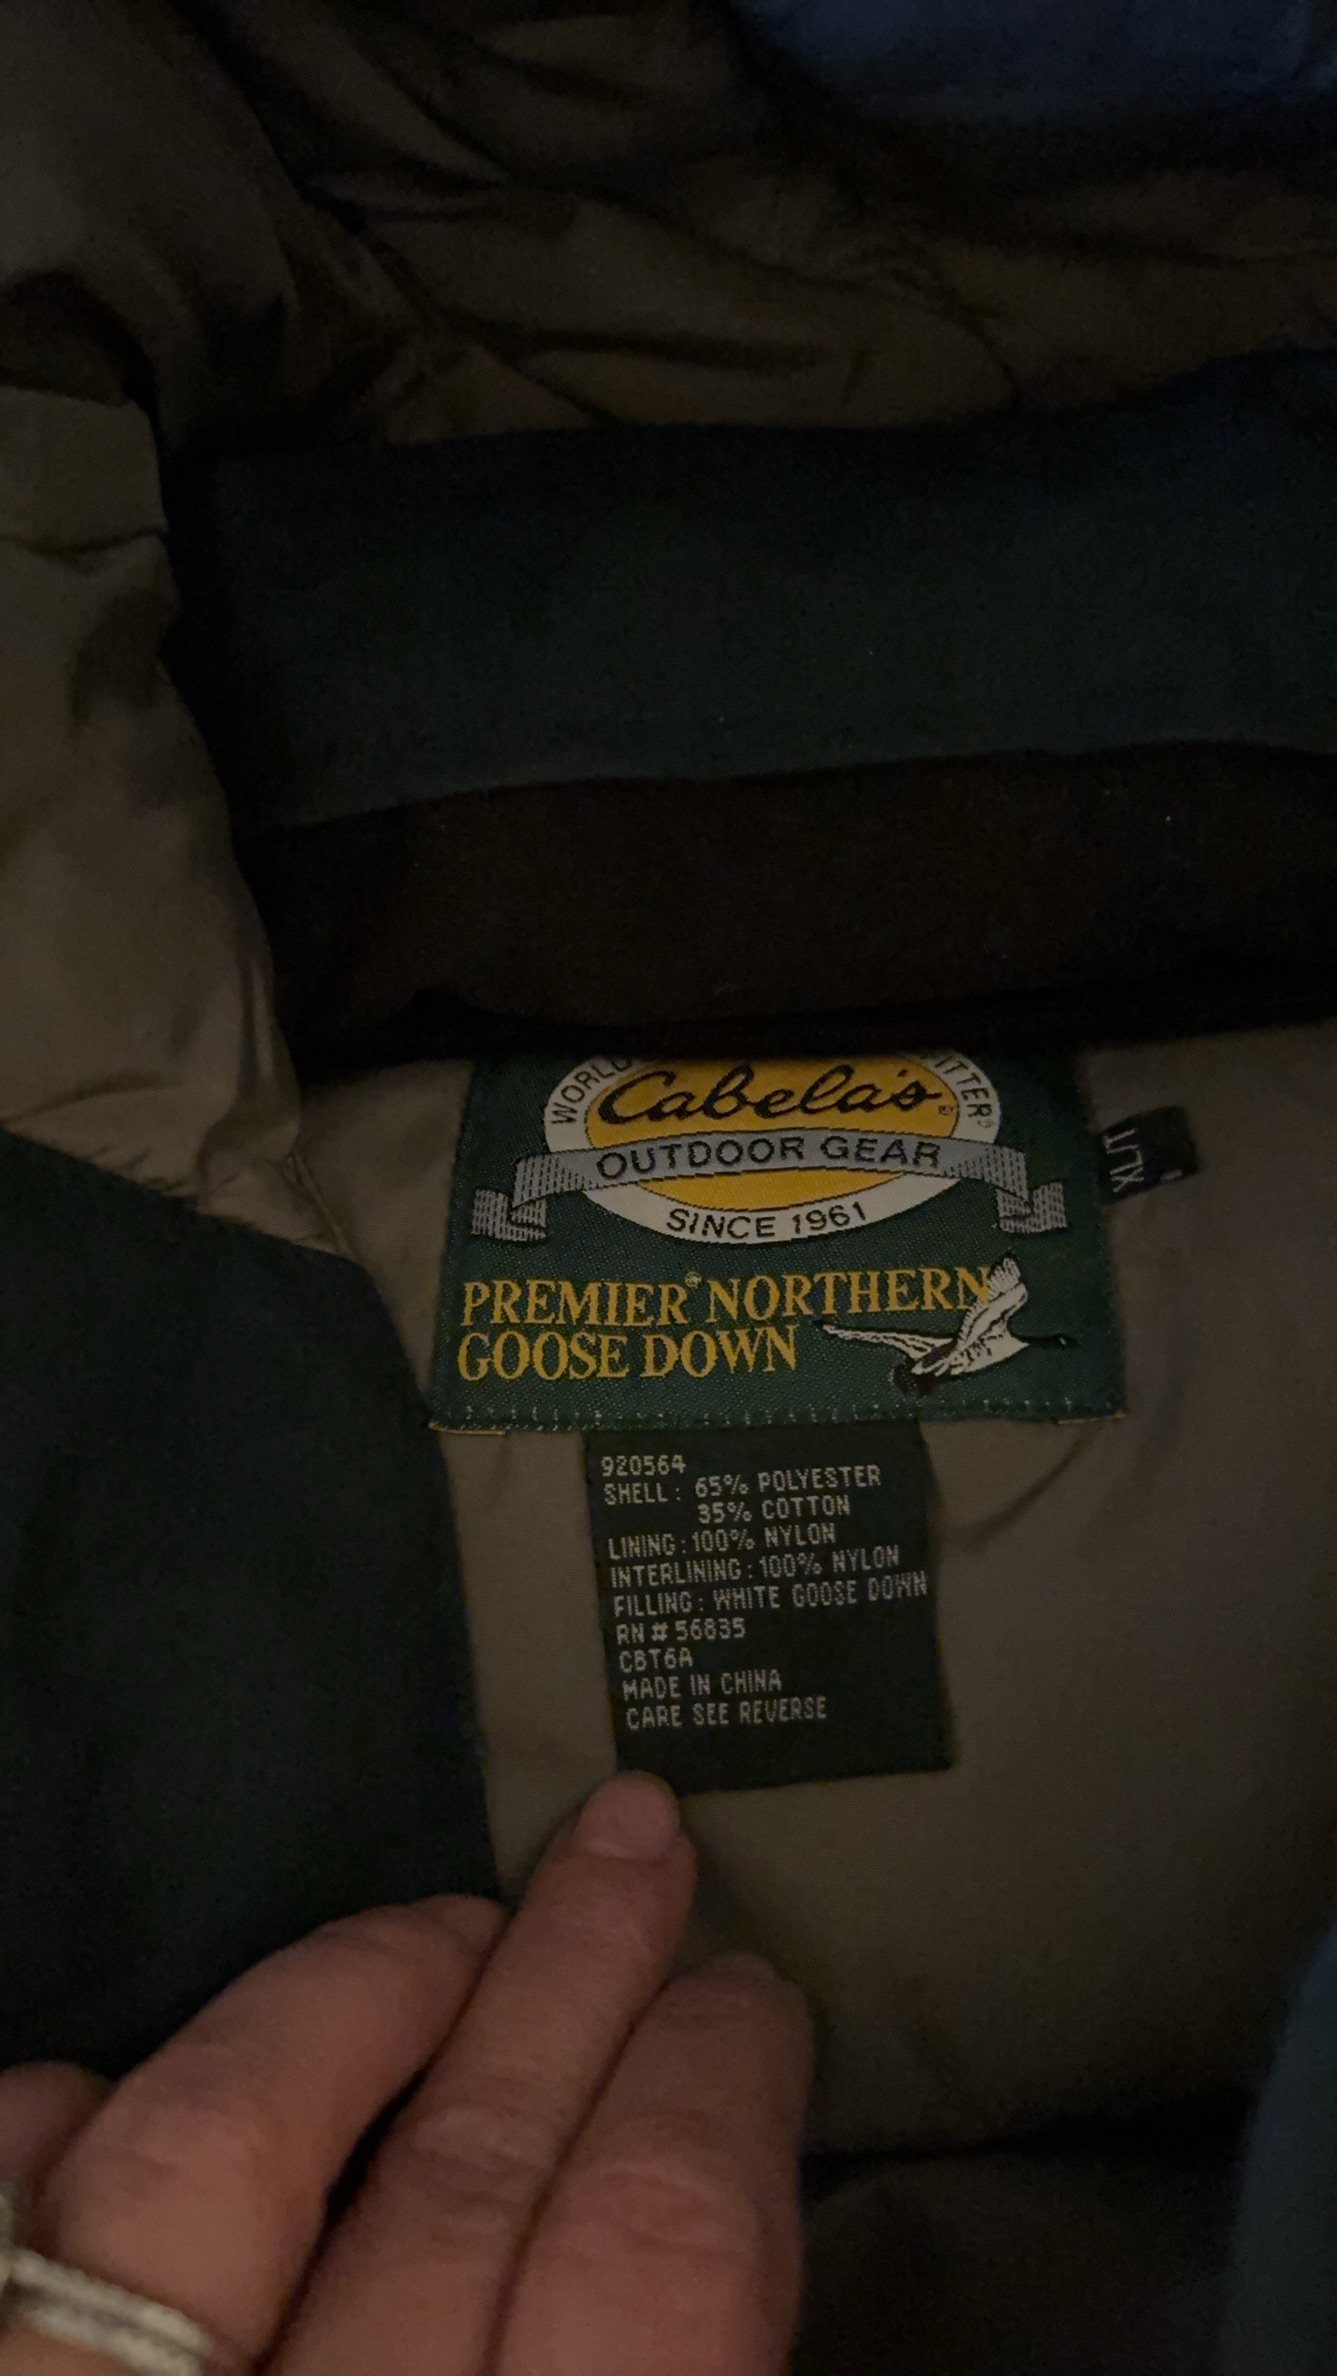 Cabela's®
OUTDOOR GEAR
SINCE 1961
PREMIER® NORTHERN
GOOSE DOWN
XL/T
920564
SHELL: 65% POLYESTER
35% COTTON
LINING: 100% NYLON
INTERLINING: 100% NYLON
FILLING: WHITE GOOSE DOWN
RN # 56835
CBT6A
MADE IN CHINA
CARE SEE REVERSE